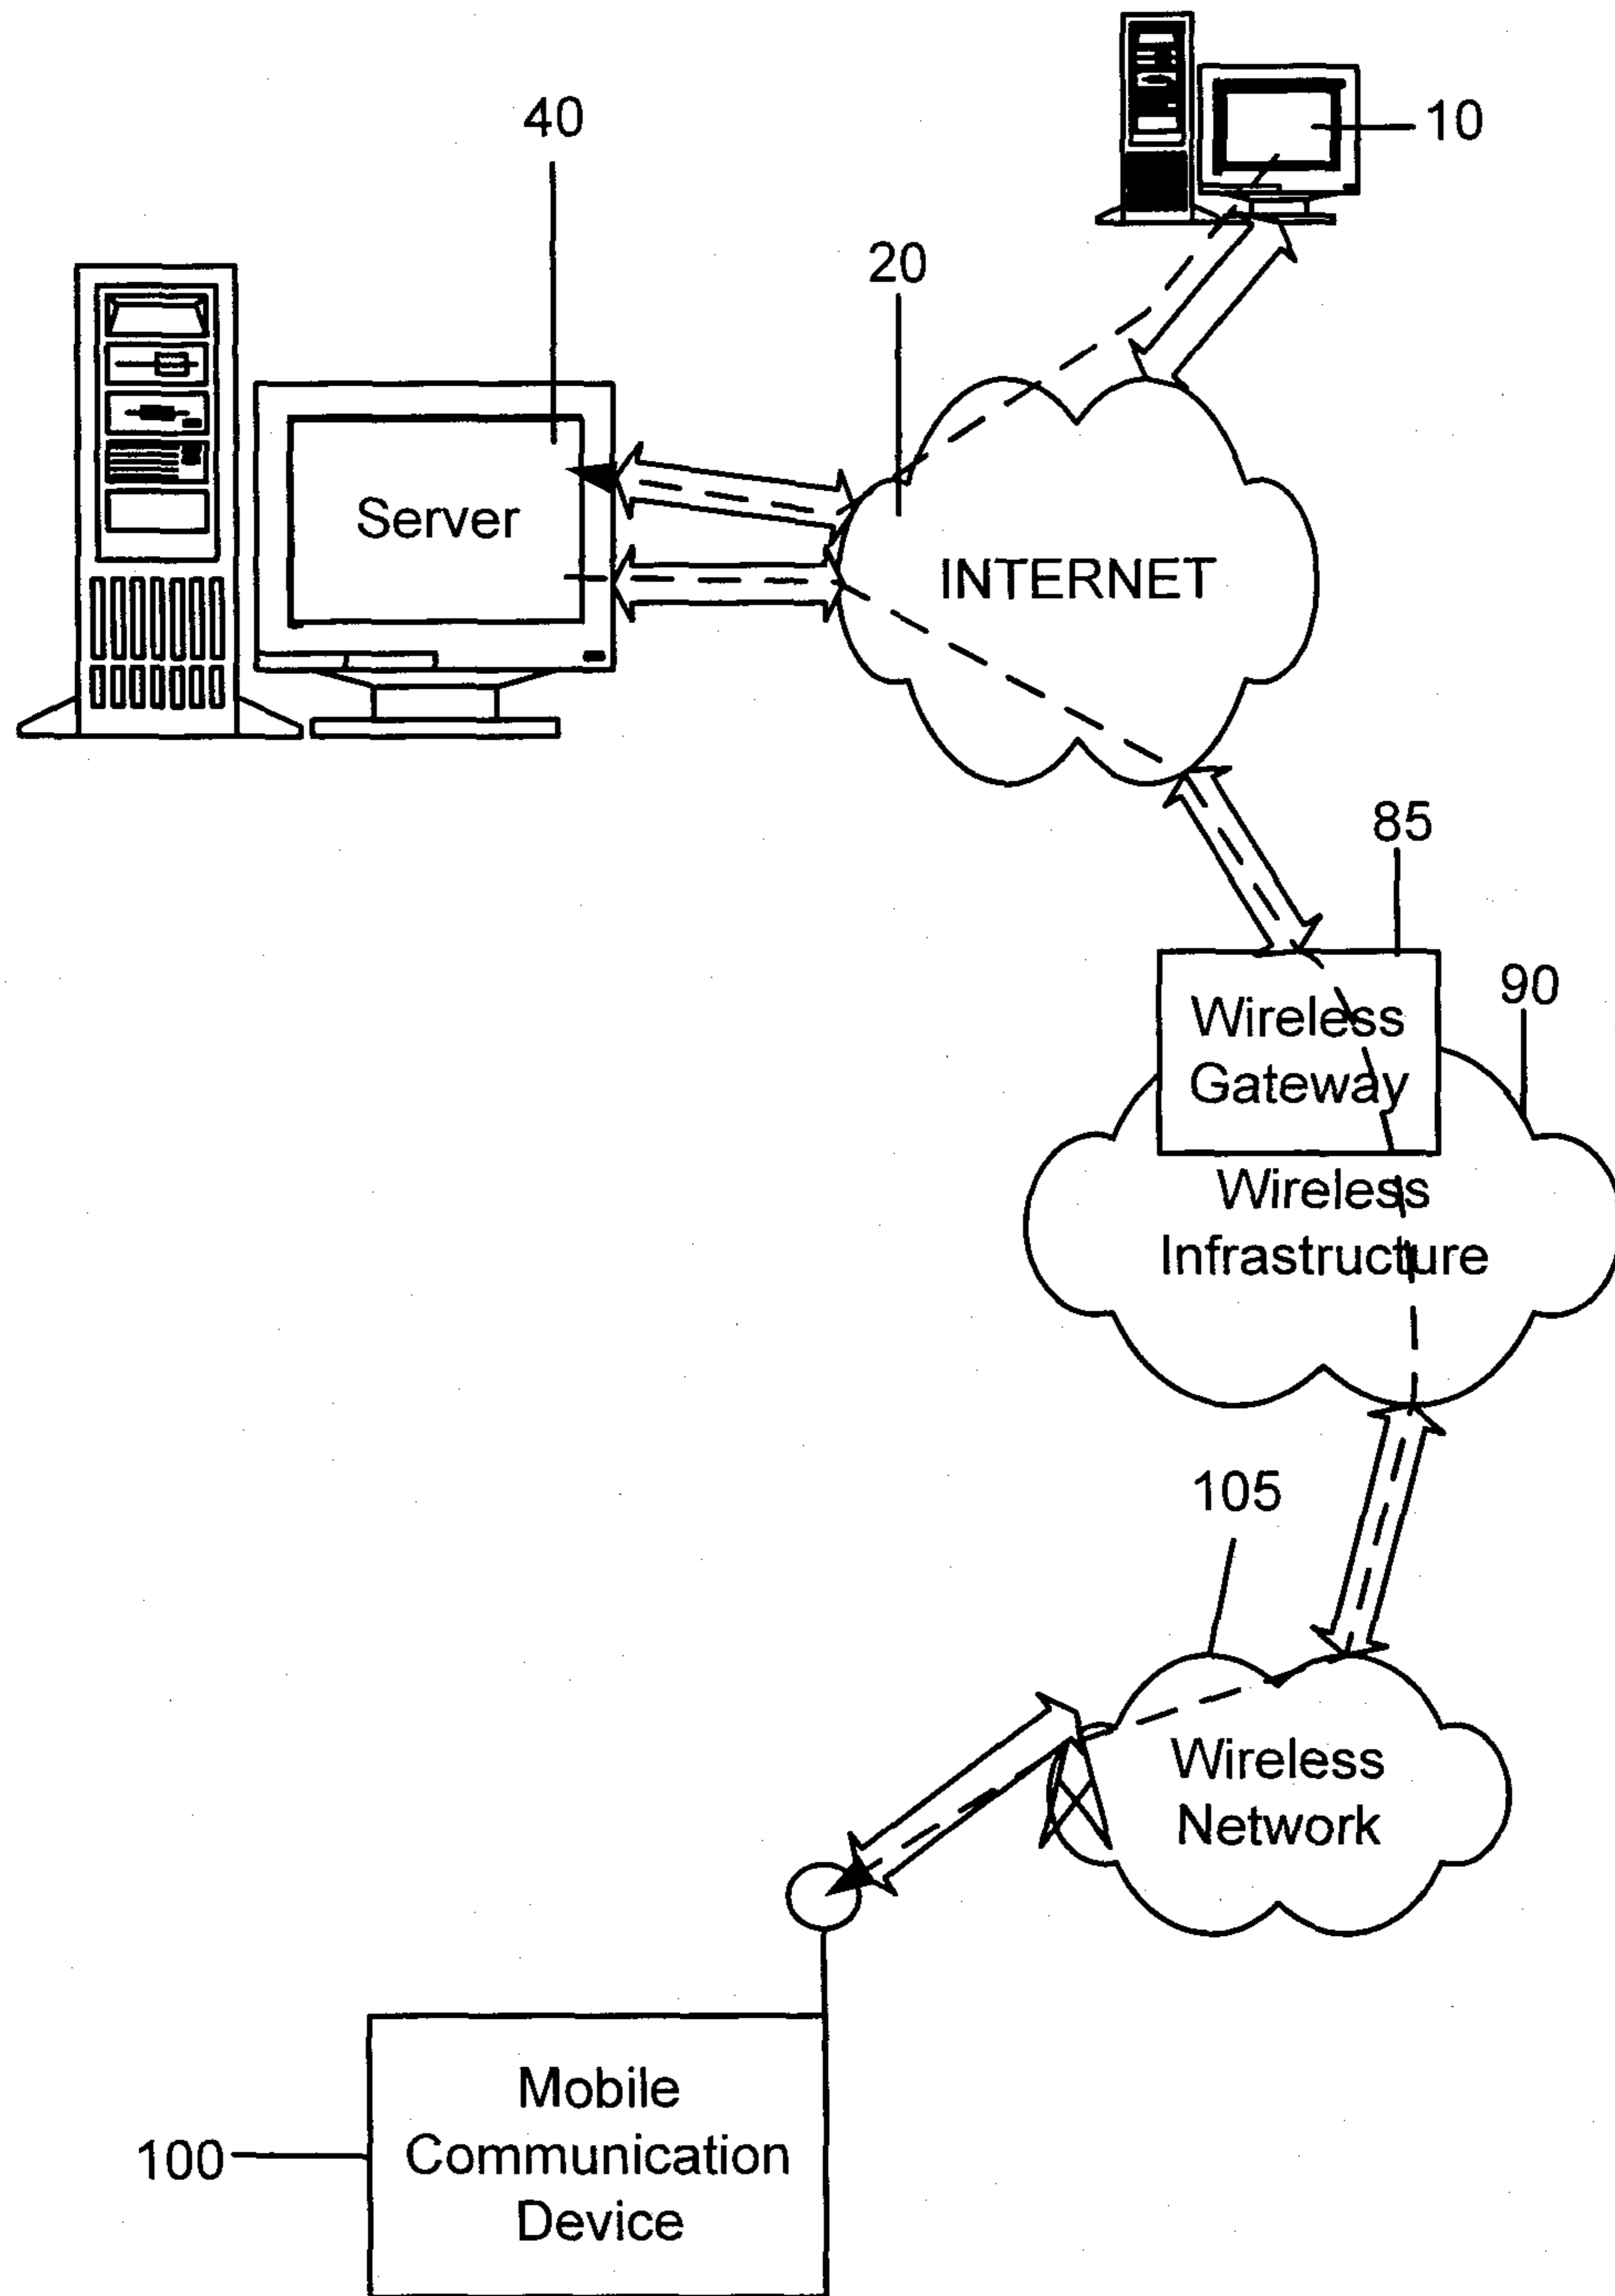 40
10
20
Server
INTERNET
85
90
Wireless
Gateway
Wireless
Infrastructure
105
Wireless
Network
Mobile
Communication
Device
100